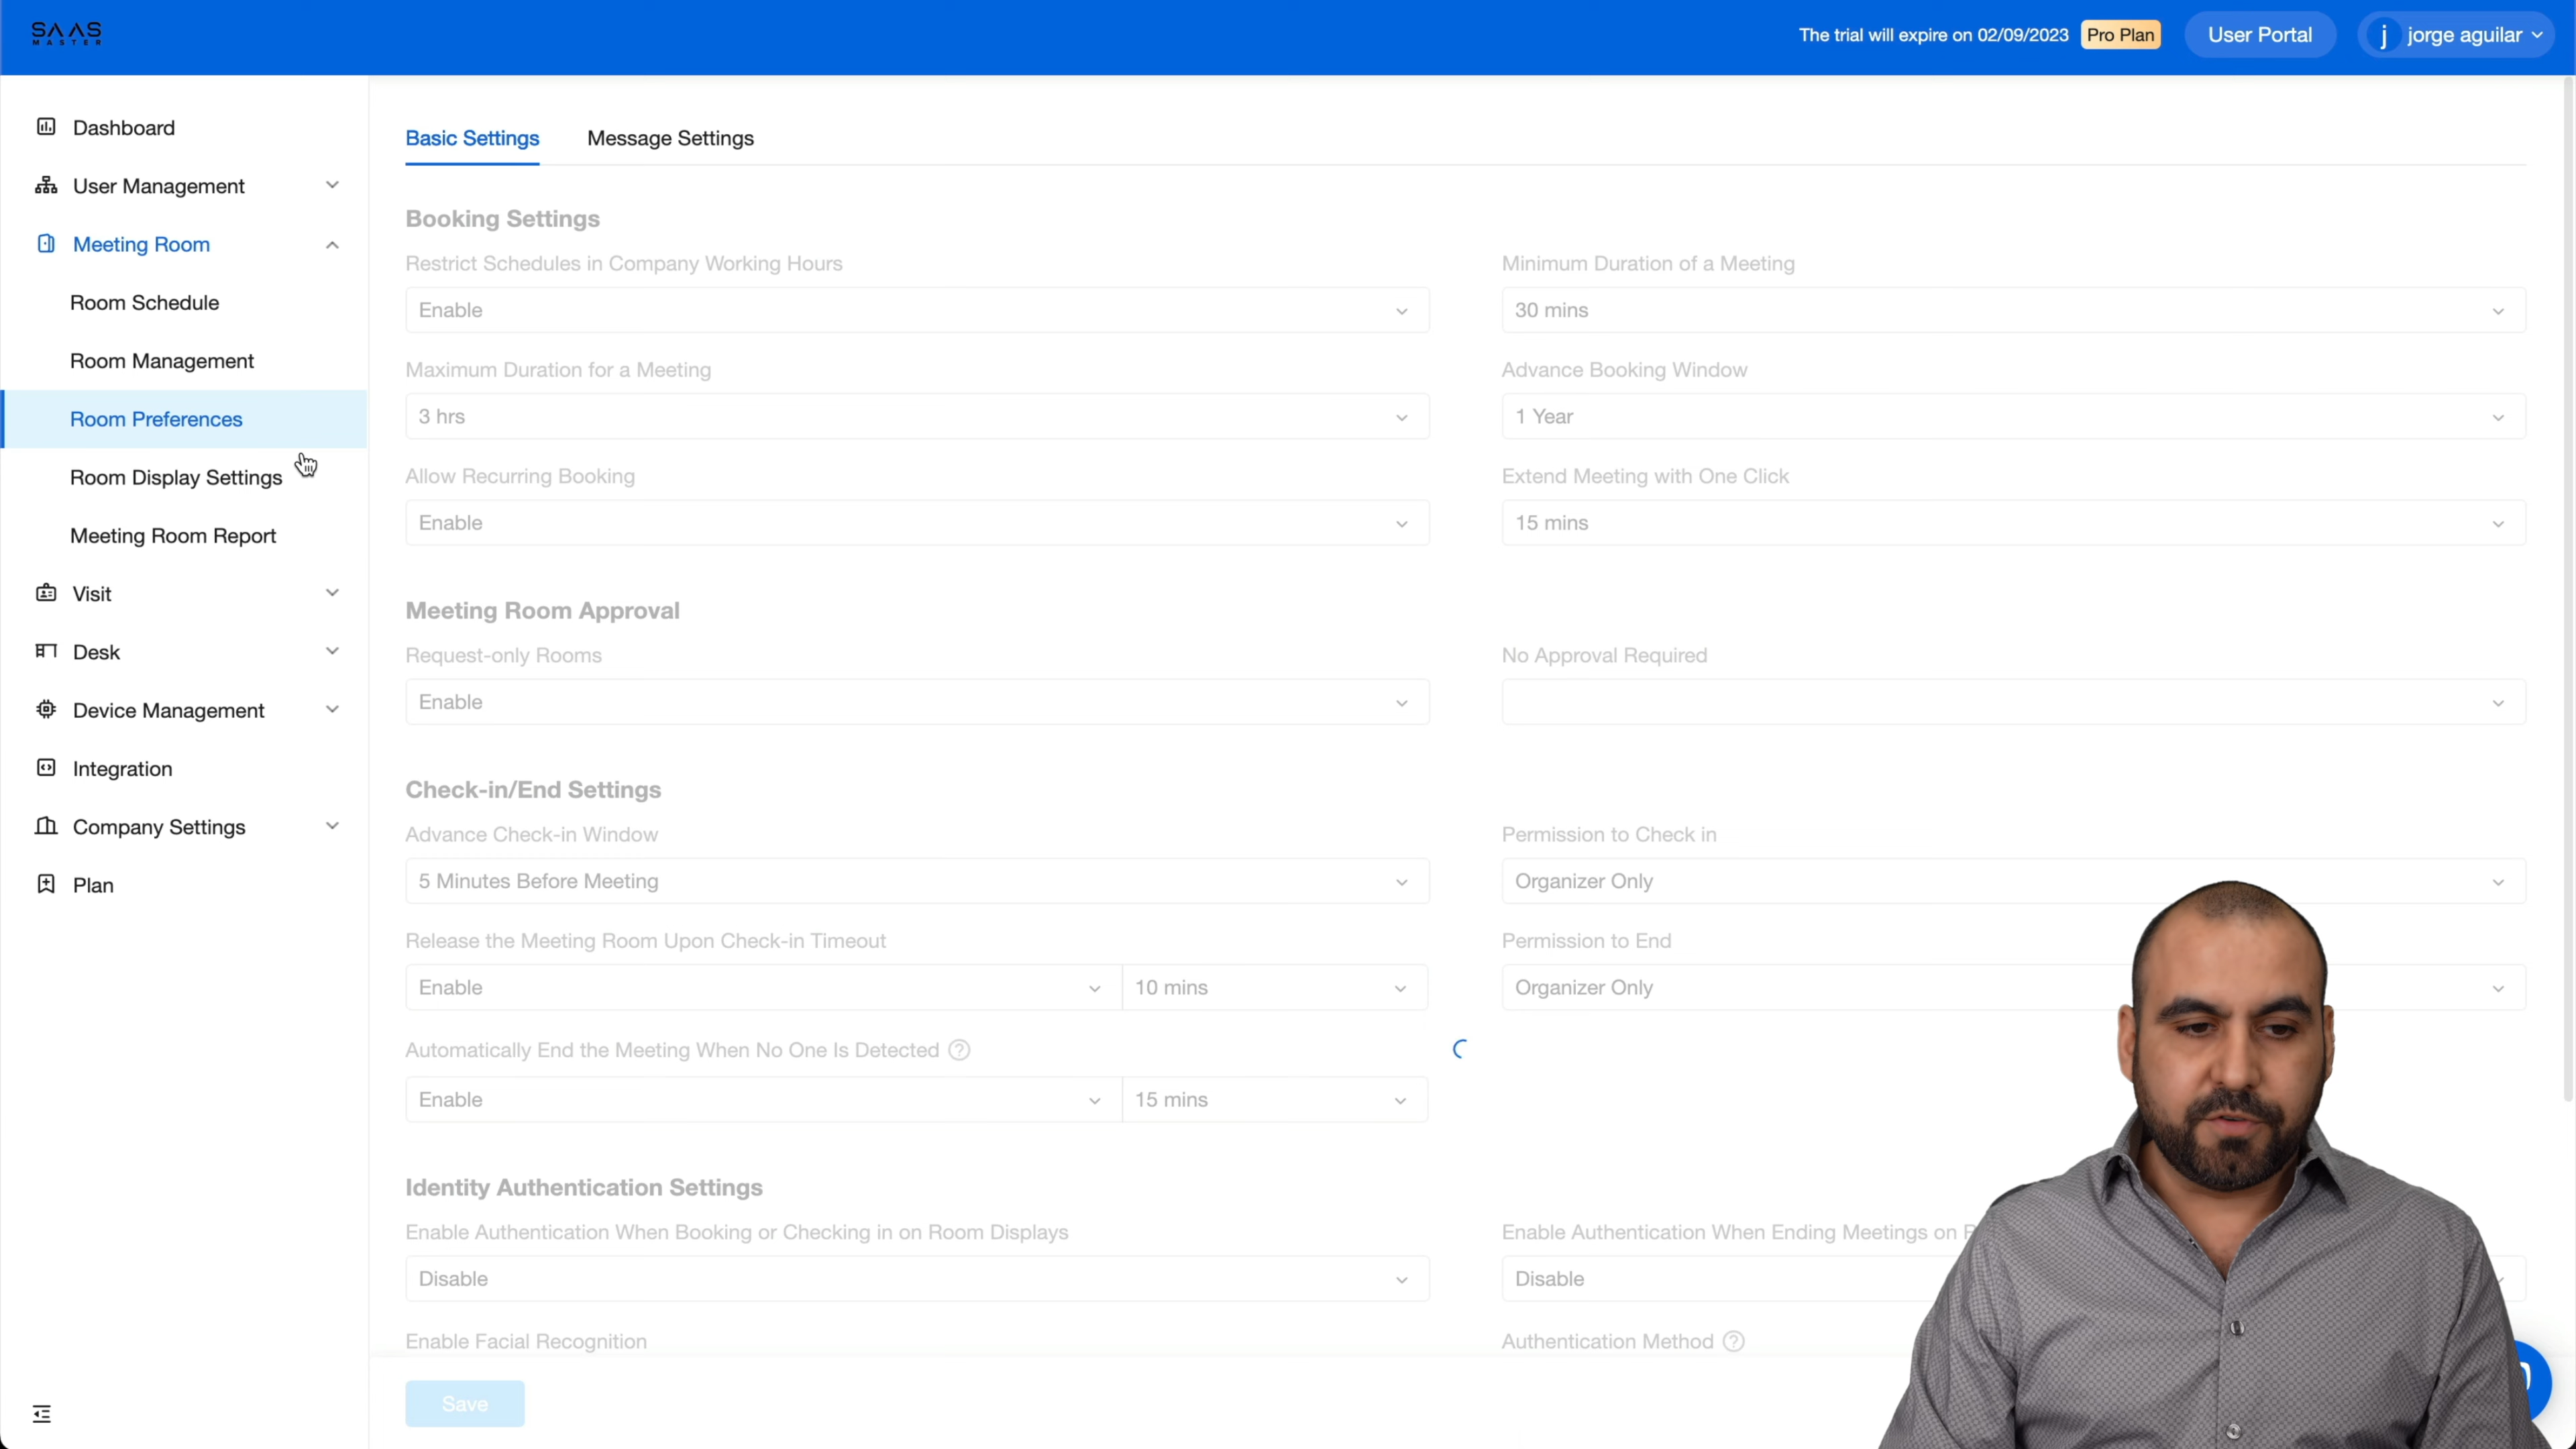 SAAS
MASTER
The trial will expire on 02/09/2023
Pro Plan
User Portal
j
jorge aguilar
Dashboard
User Management
Meeting Room
Room Schedule
Room Management
Room Preferences
Room Display Settings
Meeting Room Report
Visit
Desk
Device Management
Integration
Company Settings
Plan
Basic Settings
Message Settings
Booking Settings
Restrict Schedules in Company Working Hours
Enable
Minimum Duration of a Meeting
30 mins
Maximum Duration for a Meeting
3 hrs
Advance Booking Window
1 Year
Allow Recurring Booking
Enable
Extend Meeting with One Click
15 mins
Meeting Room Approval
Request-only Rooms
Enable
No Approval Required
Check-in/End Settings
Advance Check-in Window
5 Minutes Before Meeting
Permission to Check in
Organizer Only
Release the Meeting Room Upon Check-in Timeout
Enable
10 mins
Permission to End
Organizer Only
Automatically End the Meeting When No One Is Detected ?
Enable
15 mins
Identity Authentication Settings
Enable Authentication When Booking or Checking in on Room Displays
Disable
Enable Authentication When Ending Meetings on
Disable
Enable Facial Recognition
Authentication Method ?
Save